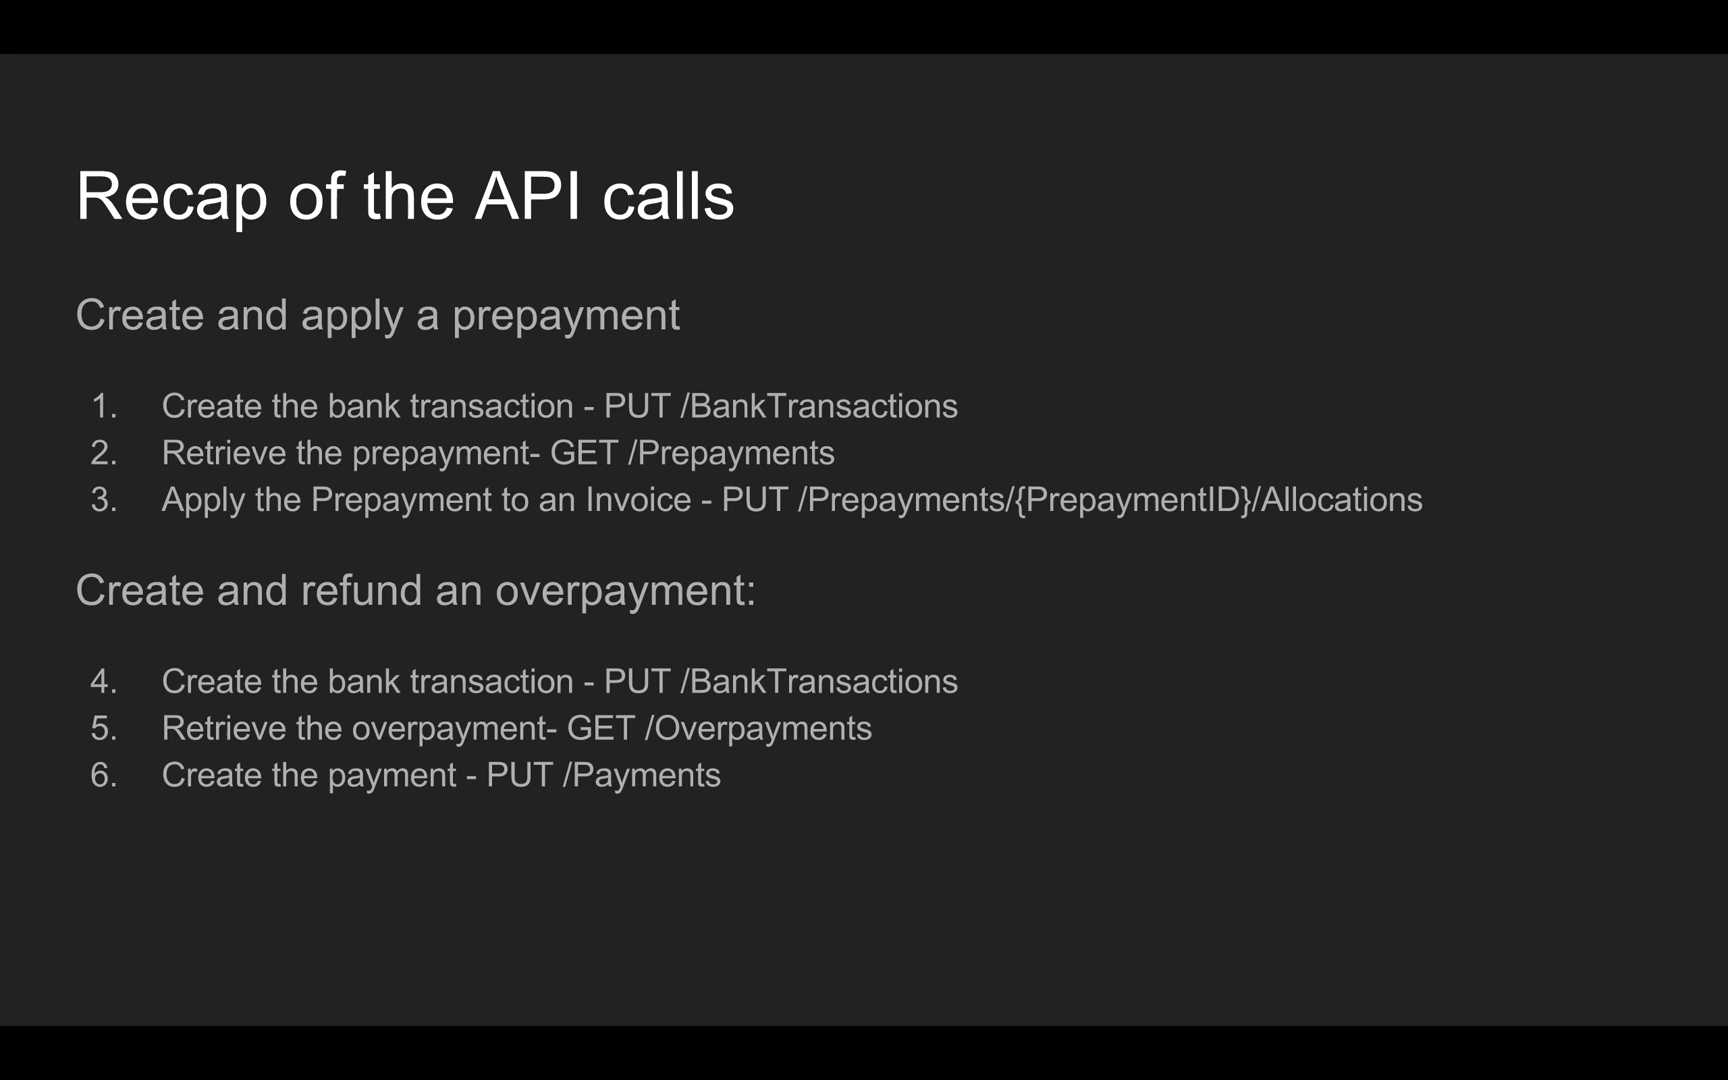 Recap of the API calls
Create and apply a prepayment
1. Create the bank transaction - PUT /BankTransactions
2. Retrieve the prepayment- GET /Prepayments
3. Apply the Prepayment to an Invoice - PUT /Prepayments/{PrepaymentID}/Allocations
Create and refund an overpayment:
4. Create the bank transaction - PUT /BankTransactions
5. Retrieve the overpayment- GET /Overpayments
6. Create the payment - PUT /Payments